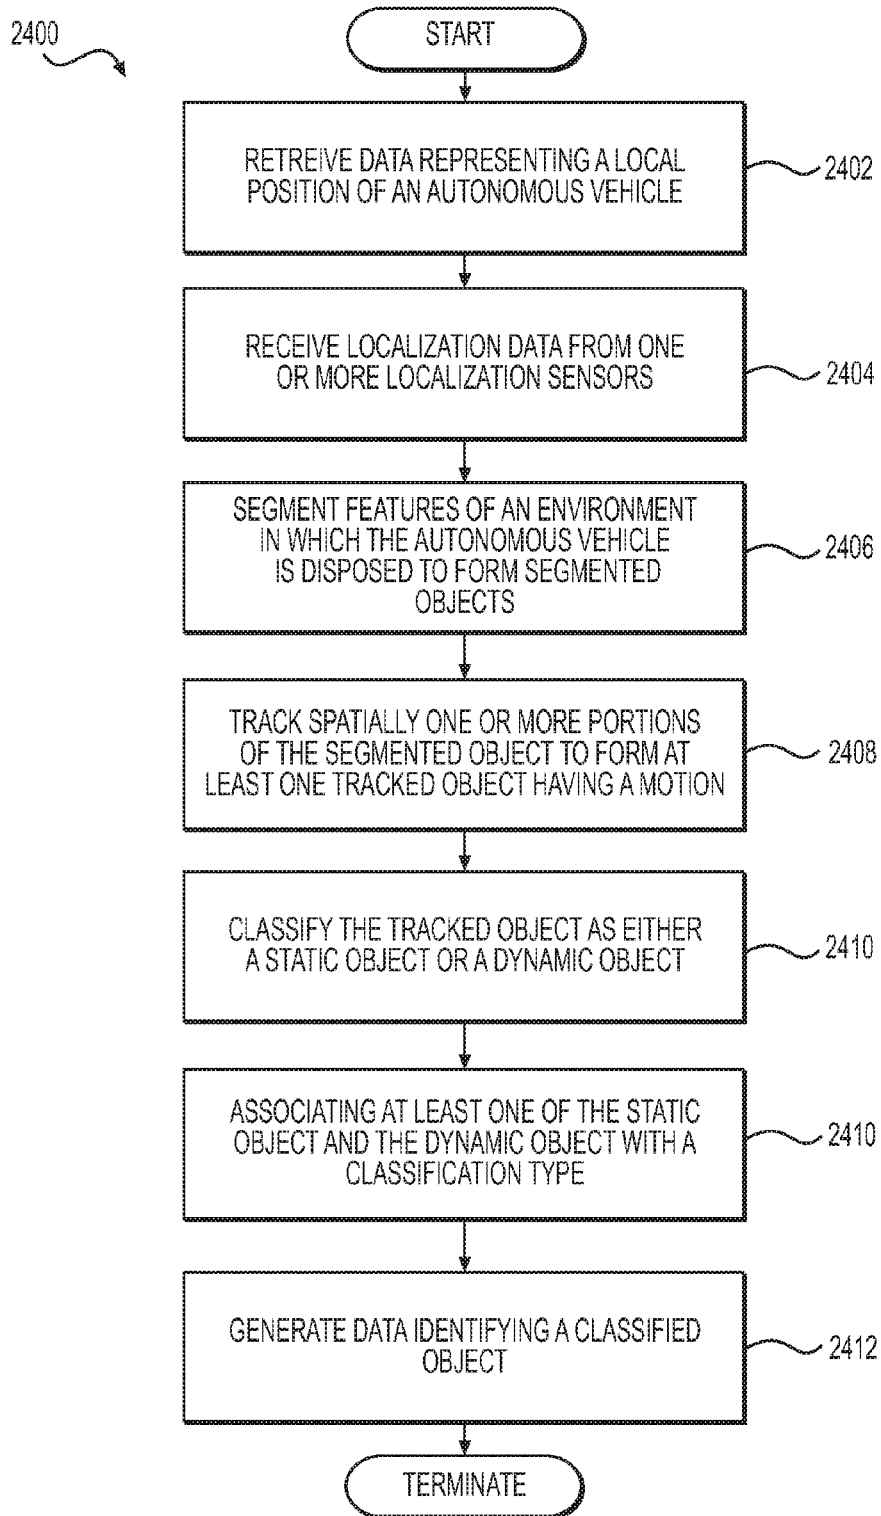 2400
START
RETREIVE DATA REPRESENTING A LOCAL
POSITION OF AN AUTONOMOUS VEHICLE
2402
RECEIVE LOCALIZATION DATA FROM ONE
OR MORE LOCALIZATION SENSORS
2404
SEGMENT FEATURES OF AN ENVIRONMENT
IN WHICH THE AUTONOMOUS VEHICLE
IS DISPOSED TO FORM SEGMENTED
OBJECTS
2406
TRACK SPATIALLY ONE OR MORE PORTIONS
OF THE SEGMENTED OBJECT TO FORM AT
LEAST ONE TRACKED OBJECT HAVING A MOTION
2408
CLASSIFY THE TRACKED OBJECT AS EITHER
A STATIC OBJECT OR A DYNAMIC OBJECT
2410
ASSOCIATING AT LEAST ONE OF THE STATIC
OBJECT AND THE DYNAMIC OBJECT WITH A
CLASSIFICATION TYPE
2410
GENERATE DATA IDENTIFYING A CLASSIFIED
OBJECT
2412
TERMINATE